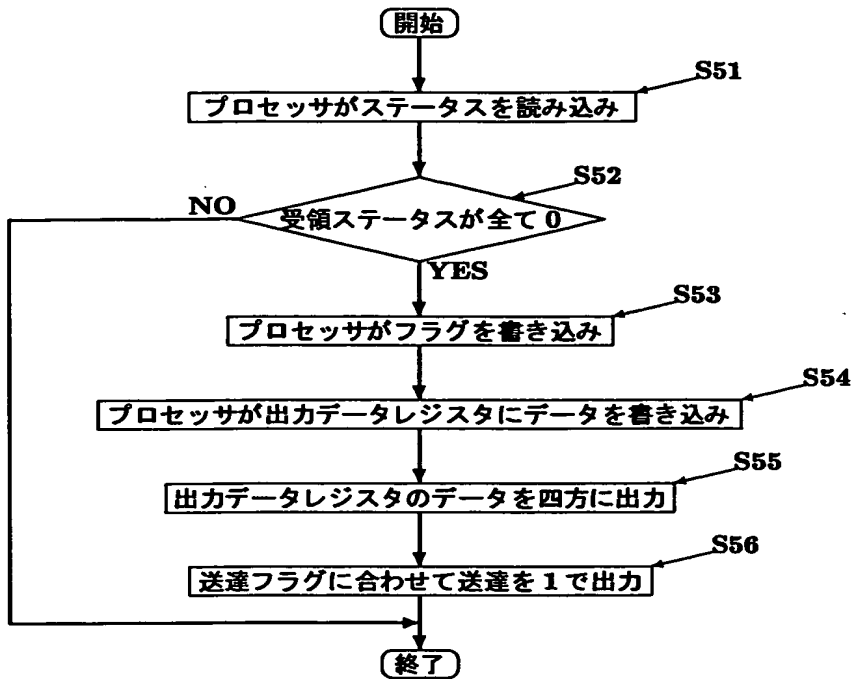 開始
S51
プロセッサがステータスを読み込み
S52
NO
受領ステータスが全て 0
YES
S53
プロセッサがフラグを書き込み
S54
プロセッサが出力データレジスタにデータを書き込み
S55
出力データレジスタのデータを四方に出力
S56
送達フラグに合わせて送達を 1 で出力
終了